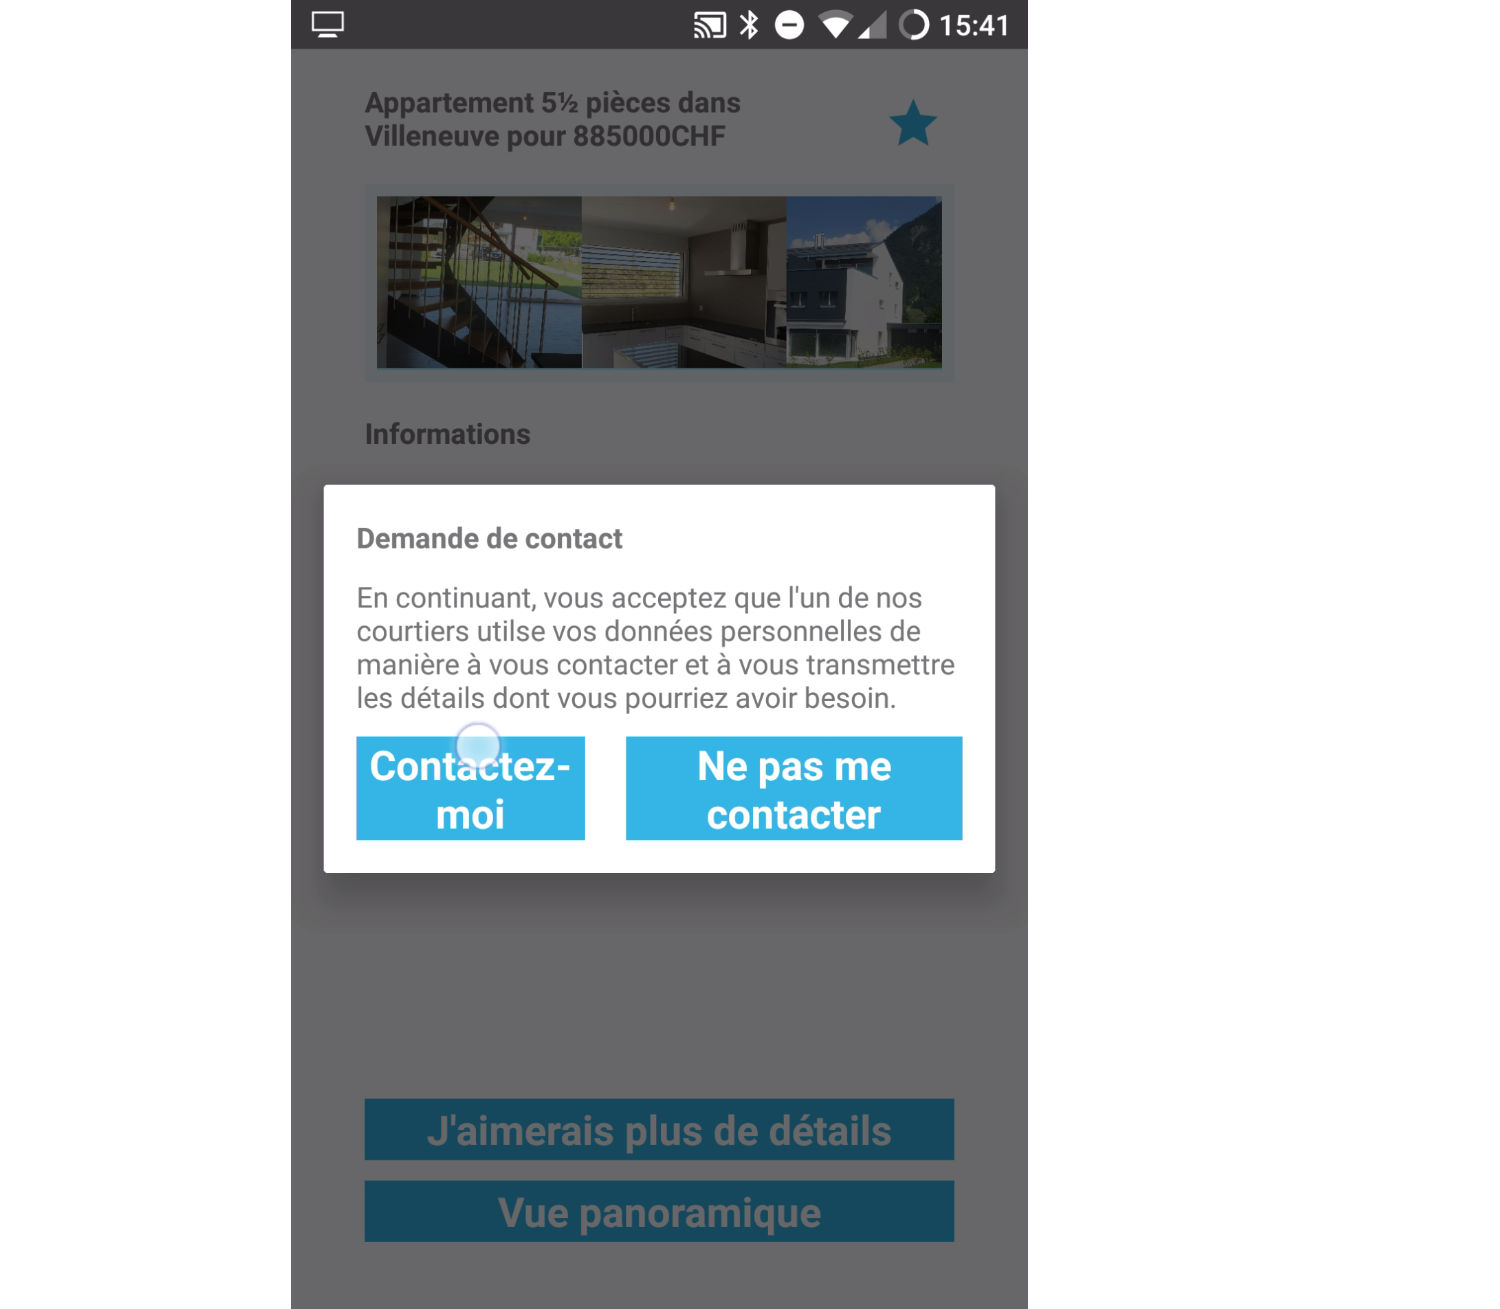 15:41
Appartement 5½ pièces dans
Villeneuve pour 885000CHF
Informations
Demande de contact
En continuant, vous acceptez que l'un de nos
courtiers utilse vos données personnelles de
manière à vous contacter et à vous transmettre
les détails dont vous pourriez avoir besoin.
Contactez-
moi
Ne pas me
contacter
J'aimerais plus de détails
Vue panoramique